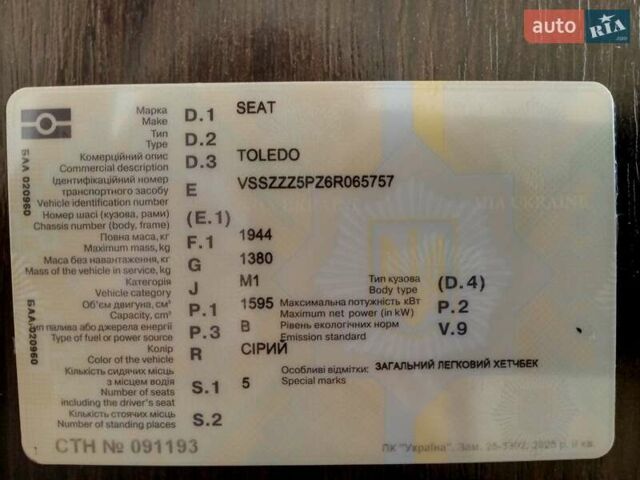 auto RIA
Марка D.1 SEAT
Make
Тип D.2
Type
Комерційний опис D.3 TOLEDO
Commercial description
Ідентифікаційний номер
транспортного засобу E VSSZZZ5PZ6R065757
Vehicle identification number
Номер шасі (кузова, рами) (E.1)
Chassis number (body, frame)
Повна маса, кг F.1 1944
Maximum mass, kg
Маса без навантаження, кг G 1380
Mass of the vehicle in service, kg
Категорія J M1 Тип кузова (D.4)
Vehicle category Body type
Об'єм двигуна, см³ P.1 1595 Максимальна потужність кВт P.2
Capacity, cm³ Maximum net power (in kW)
Тип палива або джерела енергії P.3 B Рівень екологічних норм V.9
Type of fuel or power source Emission standard
Колір R СІРИЙ
Color of the vehicle
Кількість сидячих місць Особливі відмітки: ЗАГАЛЬНИЙ ЛЕГКОВИЙ ХЕТЧБЕК
з місцем водія S.1 5 Special marks
Number of seats
including the driver's seat
Кількість стоячих місць S.2
Number of standing places
СТН № 091193
ПК "Україна".
БАА 020960
БАА 020960
MIA UKRAINE